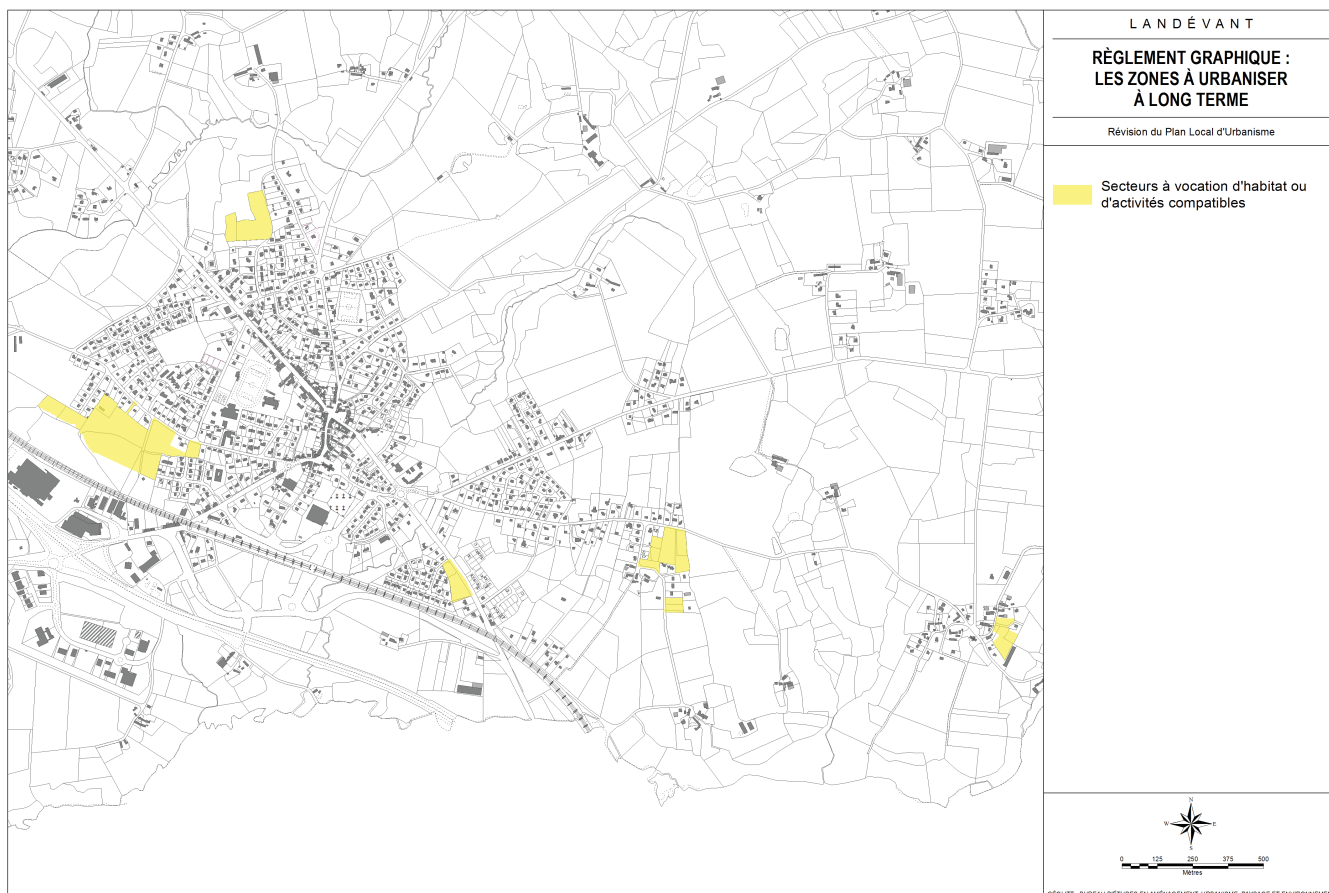 LANDÉVANT
RÈGLEMENT GRAPHIQUE :
LES ZONES À URBANISER
À LONG TERME
Révision du Plan Local d'Urbanisme
Secteurs à vocation d'habitat ou
d'activités compatibles
N
W E
S
0 125 250 375 500
Mètres